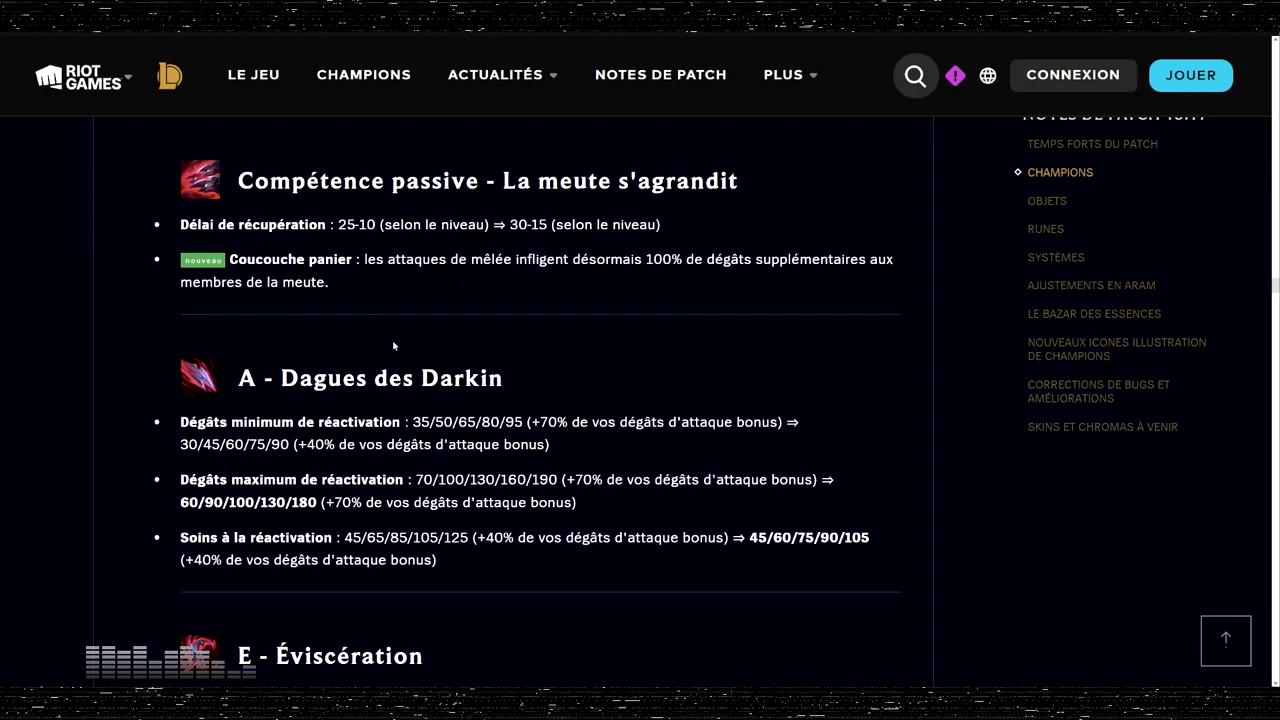 RIOT GAMES
LE JEU
CHAMPIONS
ACTUALITÉS
NOTES DE PATCH
PLUS
CONNEXION
JOUER
Compétence passive - La meute s'agrandit
• Délai de récupération : 25-10 (selon le niveau) ⇒ 30-15 (selon le niveau)
• nouveau Coucouche panier : les attaques de mêlée infligent désormais 100% de dégâts supplémentaires aux
membres de la meute.
A - Dagues des Darkin
• Dégâts minimum de réactivation : 35/50/65/80/95 (+70% de vos dégâts d'attaque bonus) ⇒
30/45/60/75/90 (+40% de vos dégâts d'attaque bonus)
• Dégâts maximum de réactivation : 70/100/130/160/190 (+70% de vos dégâts d'attaque bonus) ⇒
60/90/100/130/180 (+70% de vos dégâts d'attaque bonus)
• Soins à la réactivation : 45/65/85/105/125 (+40% de vos dégâts d'attaque bonus) ⇒ 45/60/75/90/105
(+40% de vos dégâts d'attaque bonus)
E - Éviscération
NOTES DE PATCH
TEMPS FORTS DU PATCH
CHAMPIONS
OBJETS
RUNES
SYSTÈMES
AJUSTEMENTS EN ARAM
LE BAZAR DES ESSENCES
NOUVEAUX ICONES ILLUSTRATION
DE CHAMPIONS
CORRECTIONS DE BUGS ET
AMÉLIORATIONS
SKINS ET CHROMAS À VENIR